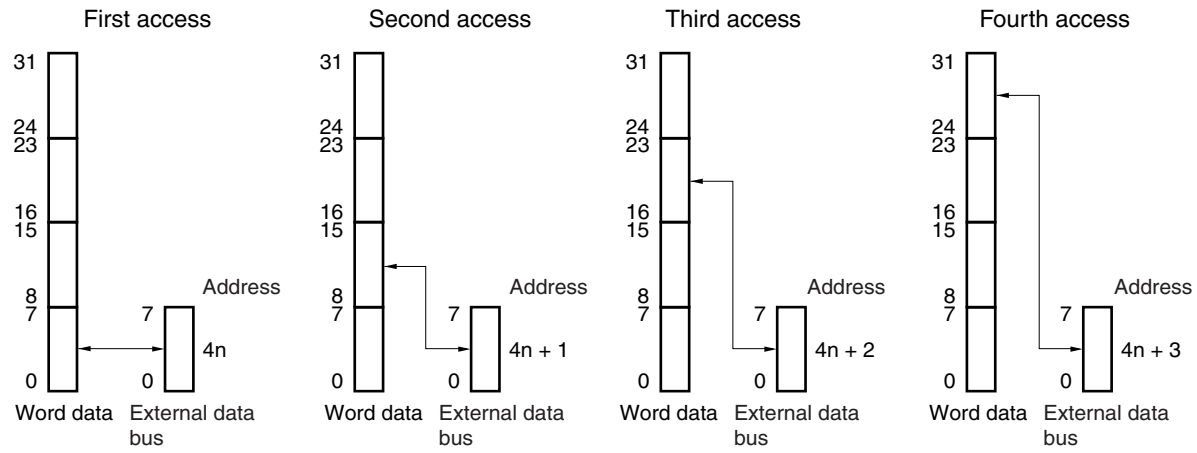 First access
Second access
Third access
Fourth access
31
24
23
16
15
8
7
0
Address
7
4n
0
Word data
External data
bus
31
24
23
16
15
8
7
0
Address
7
4n + 1
0
Word data
External data
bus
31
24
23
16
15
8
7
0
Address
7
4n + 2
0
Word data
External data
bus
31
24
23
16
15
8
7
0
Address
7
4n + 3
0
Word data
External data
bus